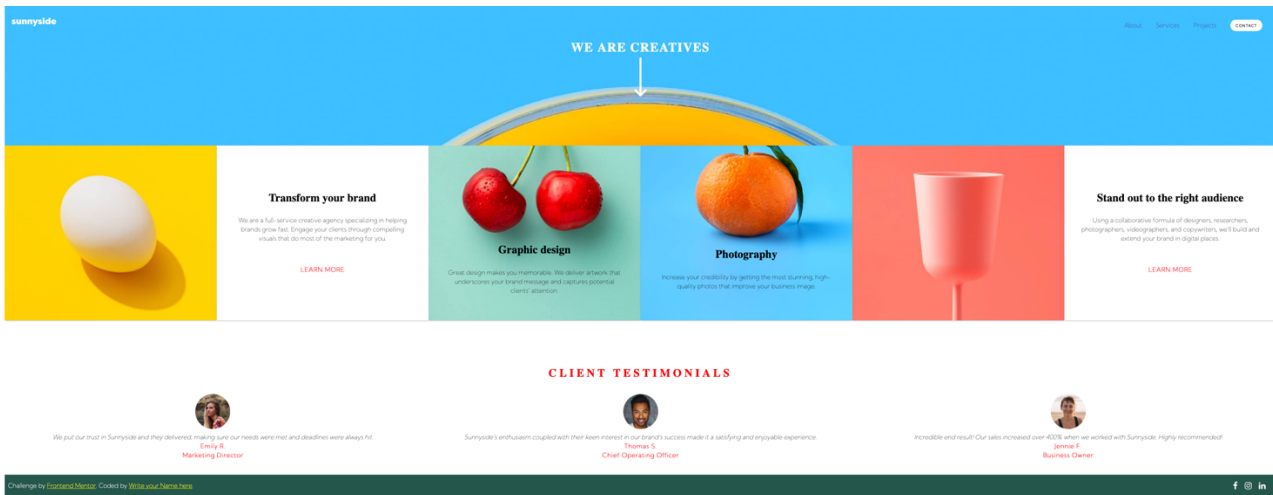 sunnyside
About Services Projects CONTACT
WE ARE CREATIVES
Transform your brand
We are a full-service creative agency specializing in helping
brands grow fast. Engage your clients through compelling
visuals that do most of the marketing for you.
LEARN MORE
Graphic design
Great design makes you memorable. We deliver artwork that
underscores your brand message and captures potential
clients' attention.
Photography
Increase your credibility by getting the most stunning, high-
quality photos that improve your business image.
Stand out to the right audience
Using a collaborative formula of designers, researchers,
photographers, videographers, and copywriters, we'll build and
extend your brand in digital places.
LEARN MORE
CLIENT TESTIMONIALS
We put our trust in Sunnyside and they delivered, making sure our needs were met and deadlines were always hit.
Emily R.
Marketing Director
Sunnyside's enthusiasm coupled with their keen interest in our brand's success made it a satisfying and enjoyable experience.
Thomas S.
Chief Operating Officer
Incredible end result! Our sales increased over 400% when we worked with Sunnyside. Highly recommended!
Jennie F.
Business Owner
Challenge by Frontend Mentor. Coded by Write your Name here.